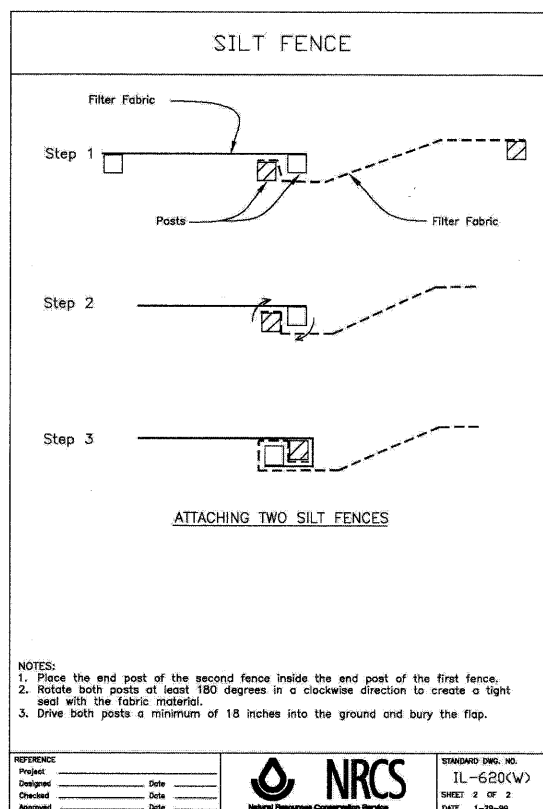 SILT FENCE
Filter Fabric
Step 1
Posts
Filter Fabric
Step 2
Step 3
ATTACHING TWO SILT FENCES
NOTES:
1. Place the end post of the second fence inside the end post of the first fence.
2. Rotate both posts at least 180 degrees in a clockwise direction to create a tight
seal with the fabric material.
3. Drive both posts a minimum of 18 inches into the ground and bury the flap.
REFERENCE
Project
Designed Date
Checked Date
Approved Date
NRCS
Natural Resources Conservation Service
STANDARD DWG. NO.
IL-620(W)
SHEET 2 OF 2
DATE 1-29-99